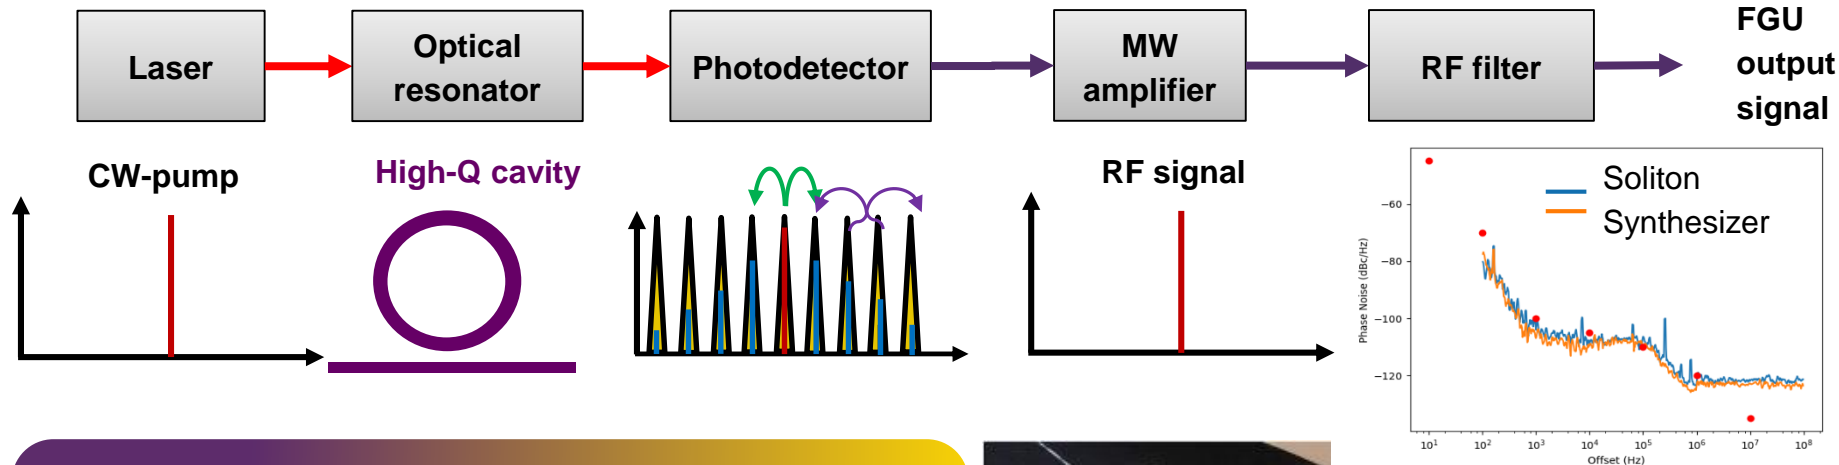 Laser
Optical
resonator
Photodetector
MW
amplifier
RF filter
FGU
output
signal
CW-pump
High-Q cavity
RF signal
Soliton
Synthesizer
Phase Noise (dBc/Hz)
−60
−80
−100
−120
10¹ 10² 10³ 10⁴ 10⁵ 10⁶ 10⁷ 10⁸
Offset (Hz)